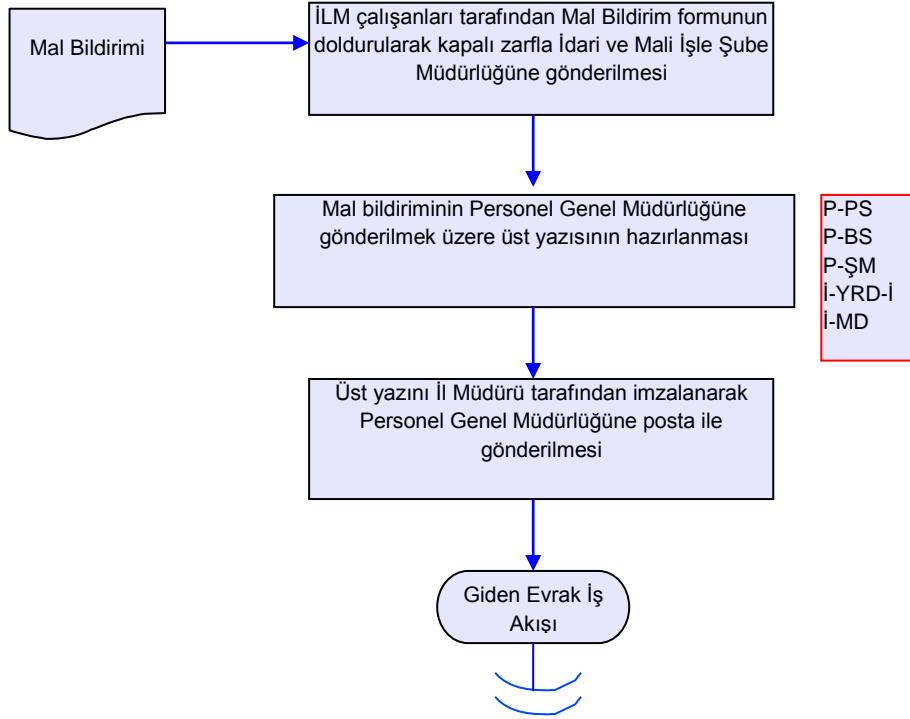 Mal Bildirimi
İLM çalışanları tarafından Mal Bildirim formunun
doldurularak kapalı zarfla İdari ve Mali İşle Şube
Müdürlüğüne gönderilmesi
Mal bildiriminin Personel Genel Müdürlüğüne
gönderilmek üzere üst yazısının hazırlanması
P-PS
P-BS
P-ŞM
İ-YRD-İ
İ-MD
Üst yazını İl Müdürü tarafından imzalanarak
Personel Genel Müdürlüğüne posta ile
gönderilmesi
Giden Evrak İş
Akışı